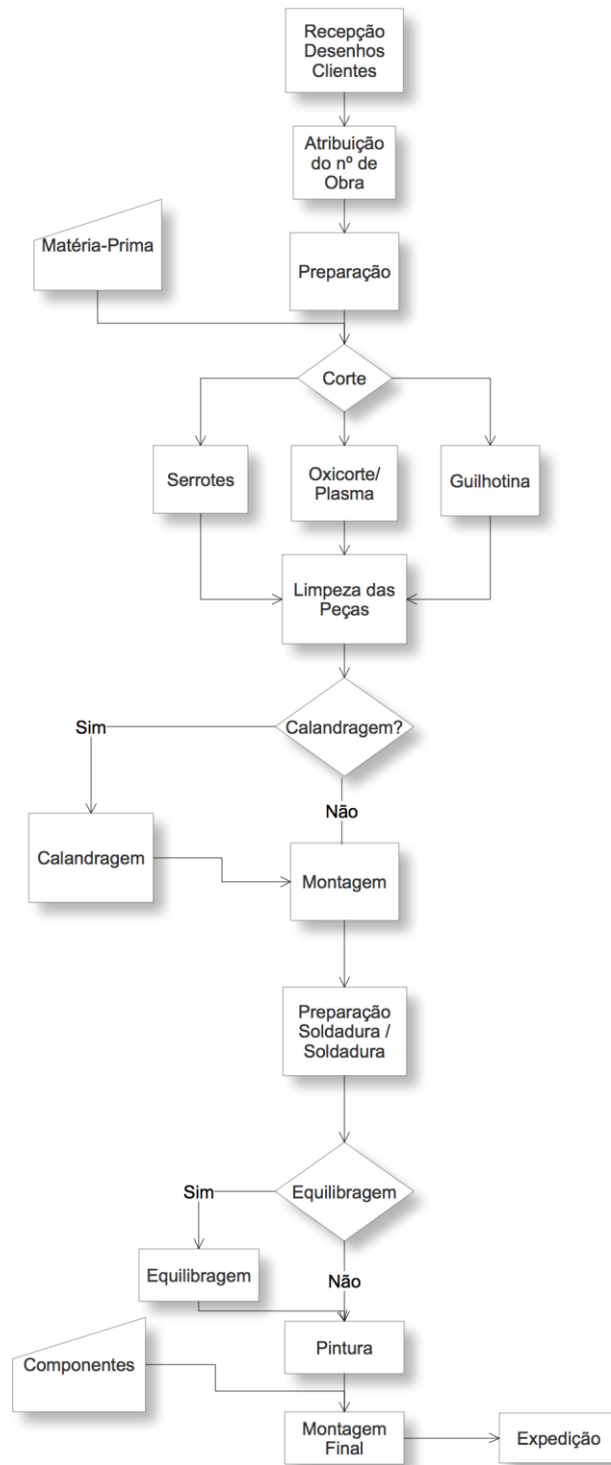 Recepção
Desenhos
Clientes
Atribuição
do nº de
Obra
Matéria-Prima
Preparação
Corte
Serrotes
Oxicorte/
Plasma
Guilhotina
Limpeza das
Peças
Calandragem?
Sim
Não
Calandragem
Montagem
Preparação
Soldadura /
Soldadura
Equilibragem
Sim
Não
Equilibragem
Pintura
Componentes
Montagem
Final
Expedição